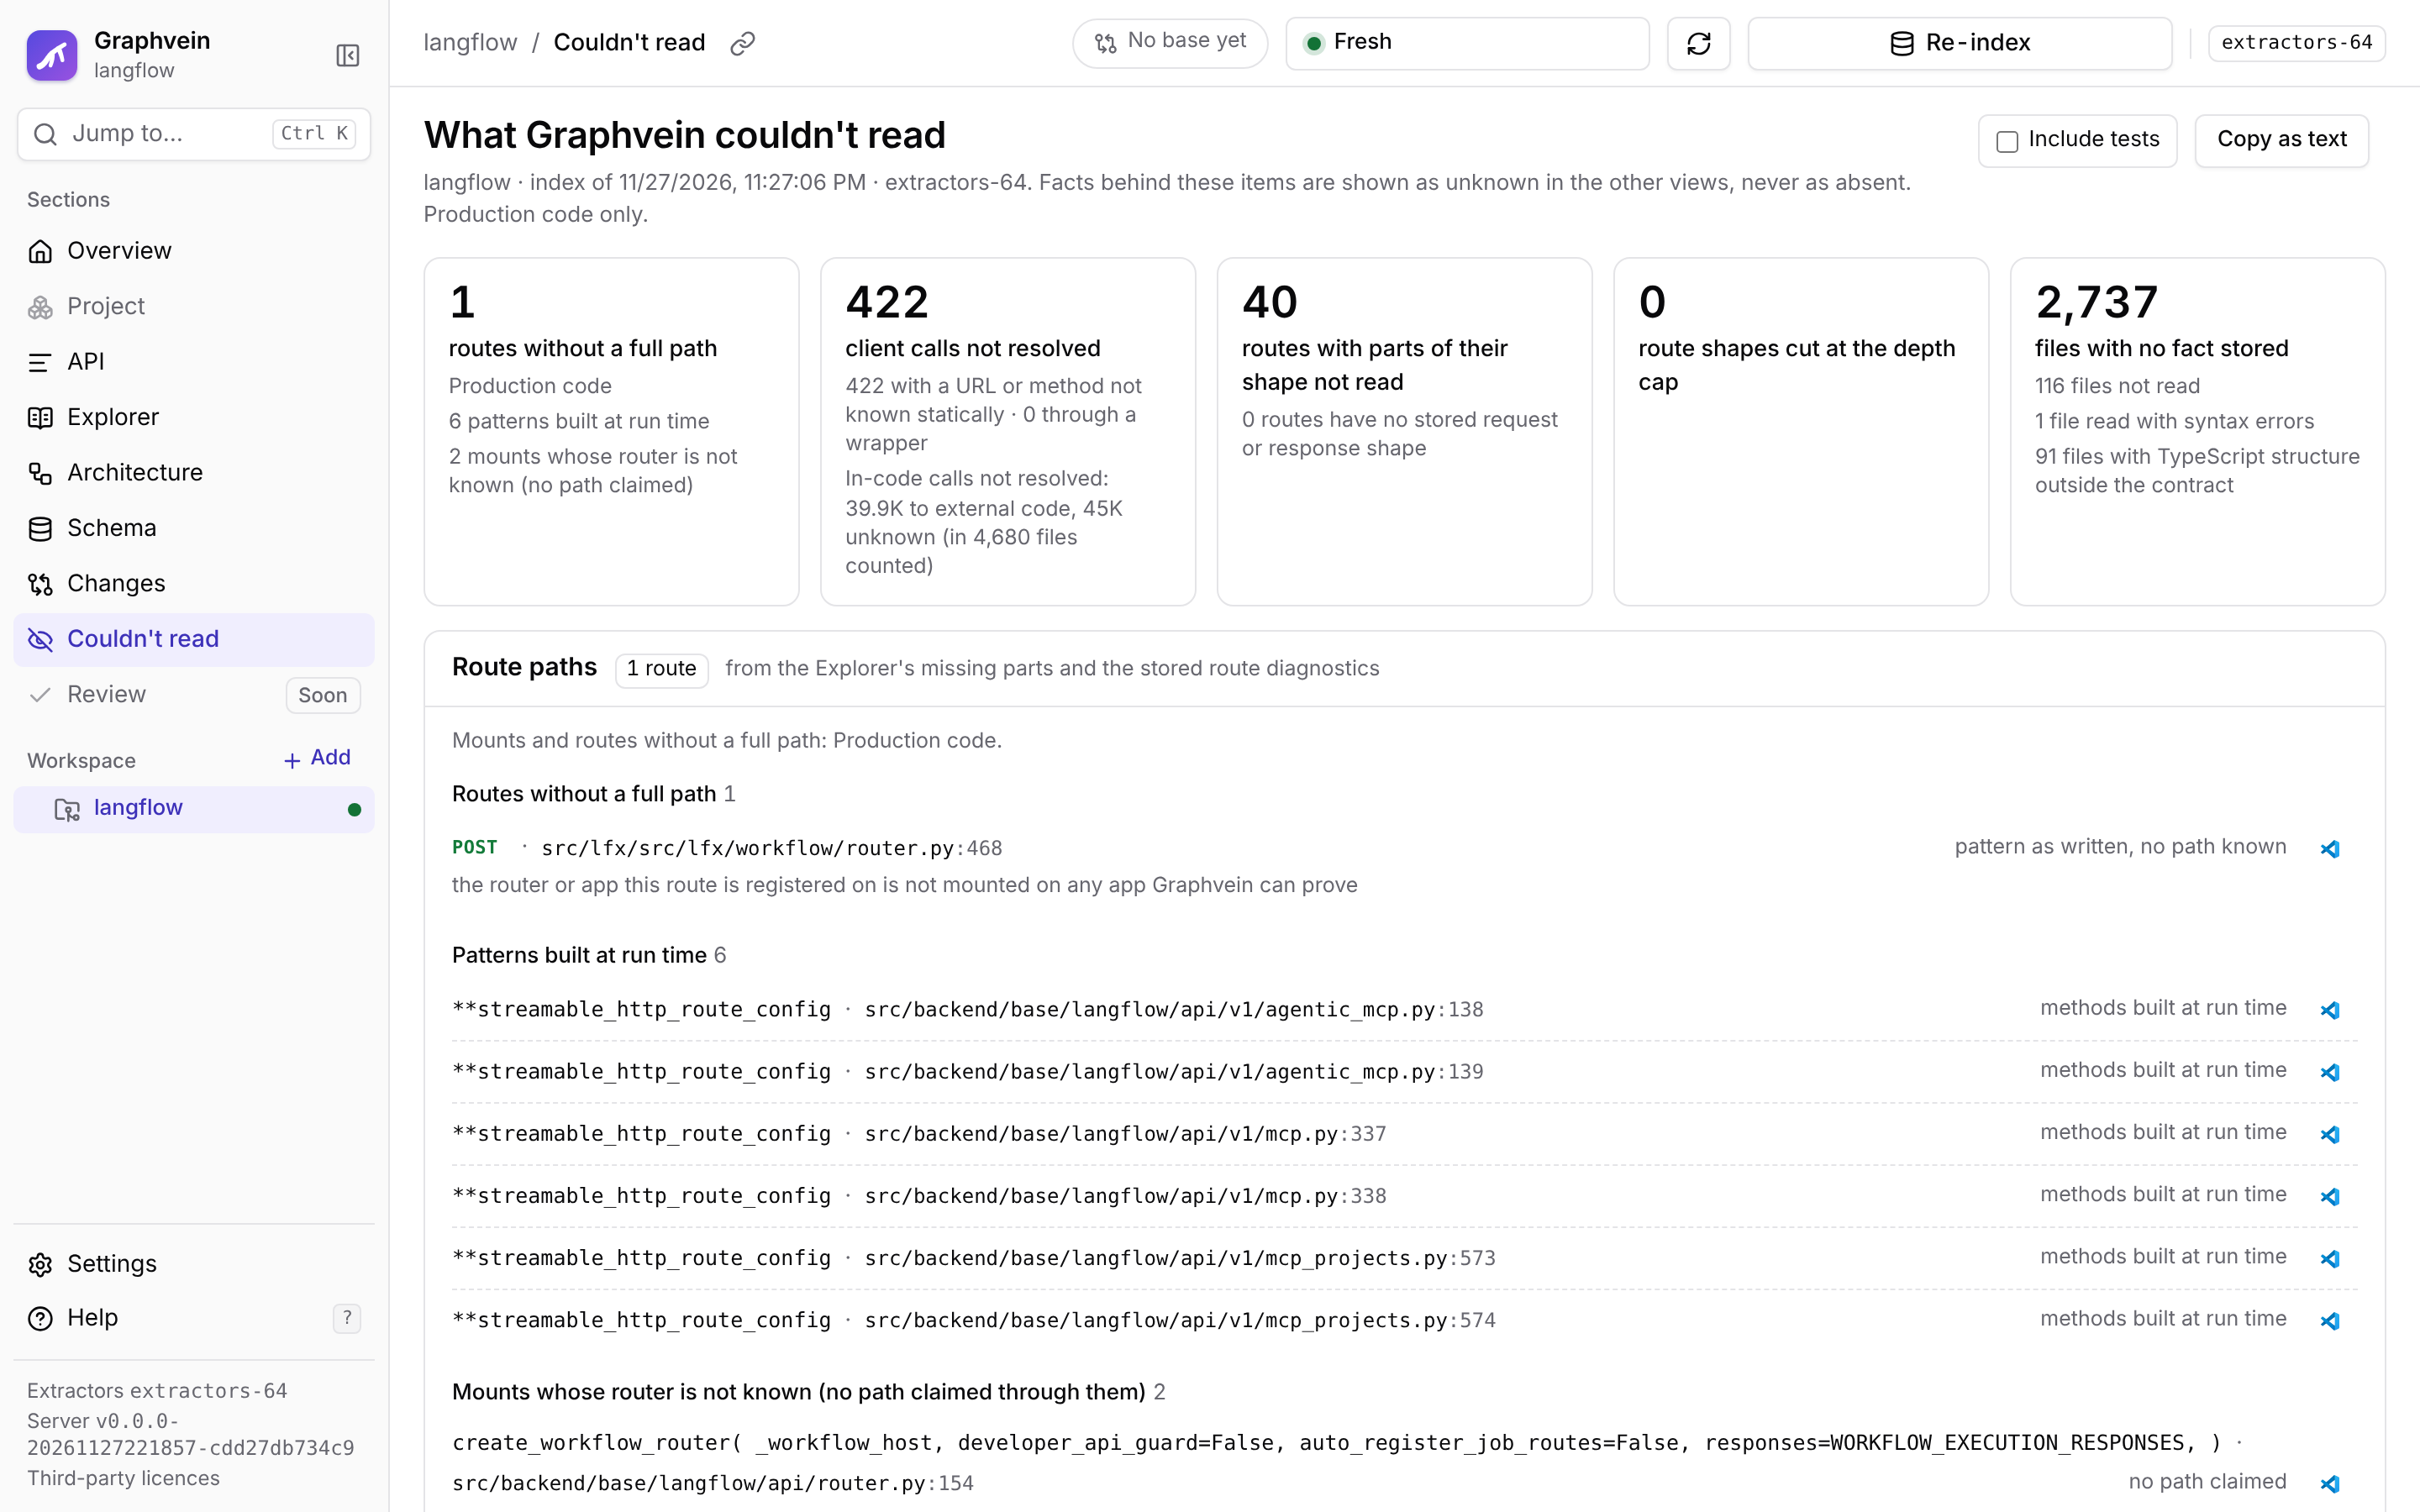 Graphvein
langflow
Jump to...
Ctrl K
Sections
Overview
Project
API
Explorer
Architecture
Schema
Changes
Couldn't read
Review
Soon
Workspace
+ Add
langflow
Settings
Help
?
Extractors extractors-64
Server v0.0.0-
20261127221857-cdd27db734c9
Third-party licences
langflow / Couldn't read
No base yet
Fresh
Re-index
extractors-64
What Graphvein couldn't read
Include tests
Copy as text
langflow · index of 11/27/2026, 11:27:06 PM · extractors-64. Facts behind these items are shown as unknown in the other views, never as absent.
Production code only.
1
routes without a full path
Production code
6 patterns built at run time
2 mounts whose router is not
known (no path claimed)
422
client calls not resolved
422 with a URL or method not
known statically · 0 through a
wrapper
In-code calls not resolved:
39.9K to external code, 45K
unknown (in 4,680 files
counted)
40
routes with parts of their
shape not read
0 routes have no stored request
or response shape
0
route shapes cut at the depth
cap
2,737
files with no fact stored
116 files not read
1 file read with syntax errors
91 files with TypeScript structure
outside the contract
Route paths 1 route from the Explorer's missing parts and the stored route diagnostics
Mounts and routes without a full path: Production code.
Routes without a full path 1
POST · src/lfx/src/lfx/workflow/router.py:468 pattern as written, no path known
the router or app this route is registered on is not mounted on any app Graphvein can prove
Patterns built at run time 6
**streamable_http_route_config · src/backend/base/langflow/api/v1/agentic_mcp.py:138 methods built at run time
**streamable_http_route_config · src/backend/base/langflow/api/v1/agentic_mcp.py:139 methods built at run time
**streamable_http_route_config · src/backend/base/langflow/api/v1/mcp.py:337 methods built at run time
**streamable_http_route_config · src/backend/base/langflow/api/v1/mcp.py:338 methods built at run time
**streamable_http_route_config · src/backend/base/langflow/api/v1/mcp_projects.py:573 methods built at run time
**streamable_http_route_config · src/backend/base/langflow/api/v1/mcp_projects.py:574 methods built at run time
Mounts whose router is not known (no path claimed through them) 2
create_workflow_router( _workflow_host, developer_api_guard=False, auto_register_job_routes=False, responses=WORKFLOW_EXECUTION_RESPONSES, ) ·
src/backend/base/langflow/api/router.py:154 no path claimed